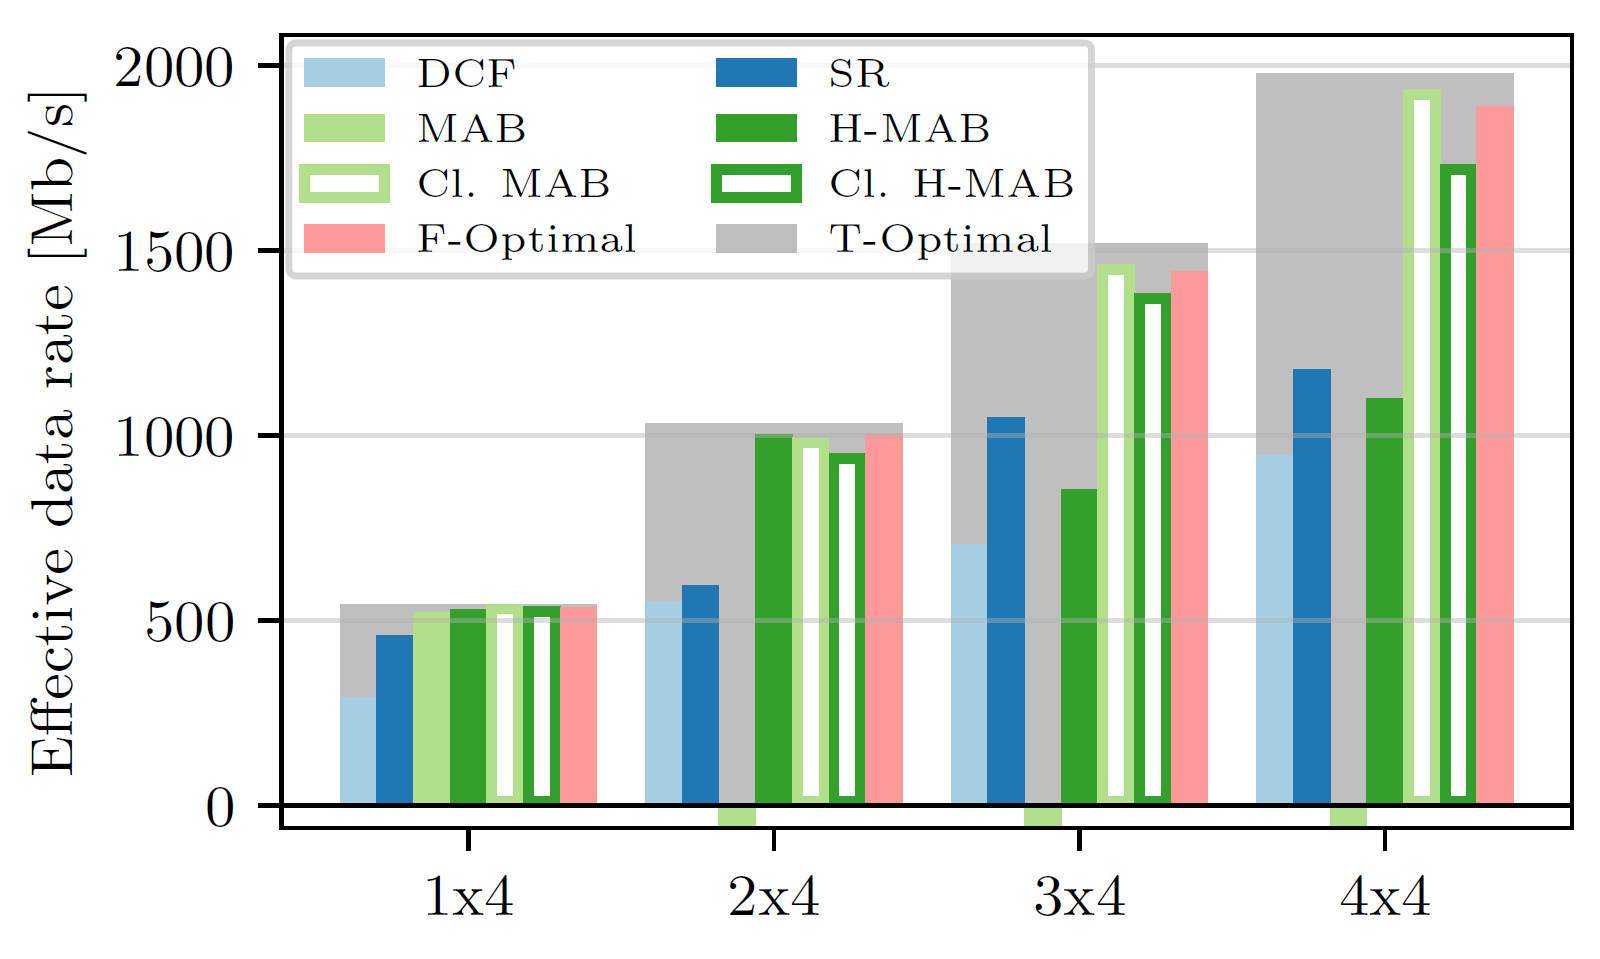 Effective data rate [Mb/s]
2000
1500
1000
500
0
DCF
MAB
Cl. MAB
F-Optimal
SR
H-MAB
Cl. H-MAB
T-Optimal
1x4 2x4 3x4 4x4